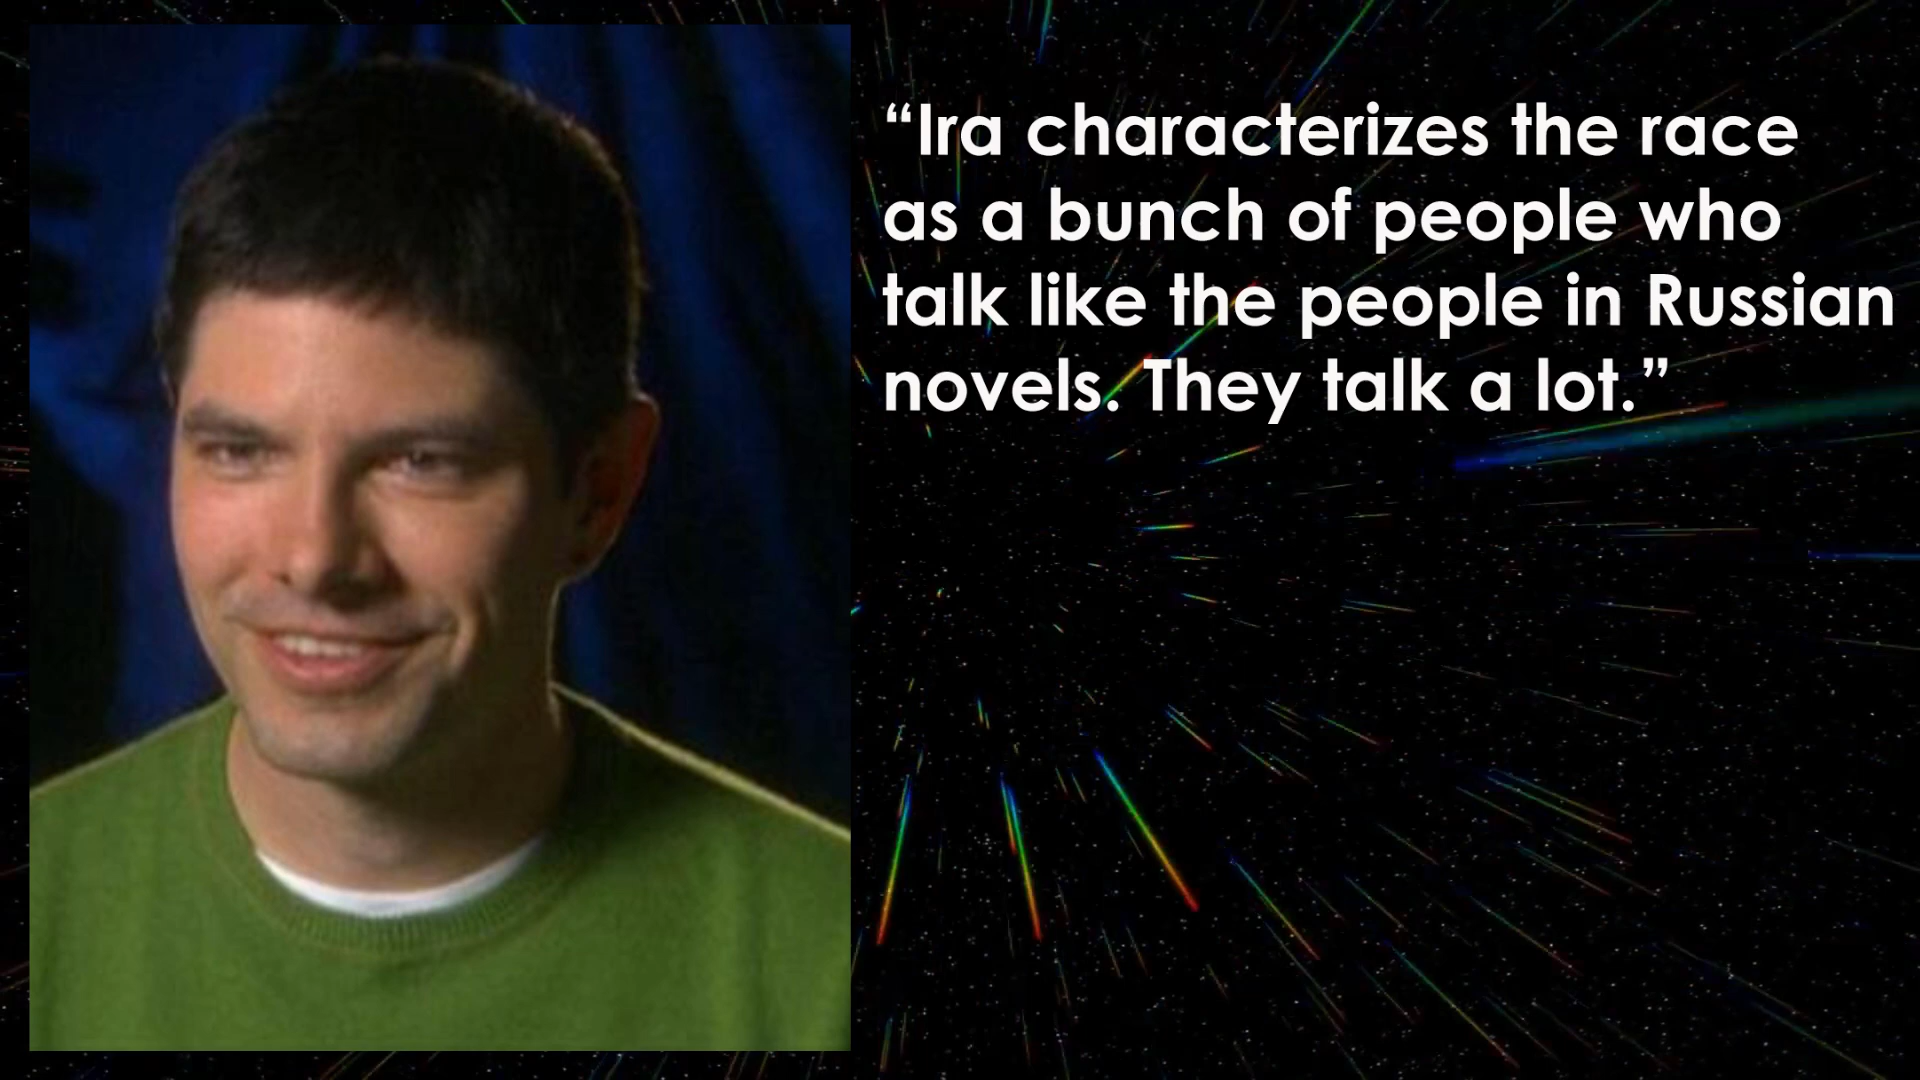 “Ira characterizes the race
as a bunch of people who
talk like the people in Russian
novels. They talk a lot.”